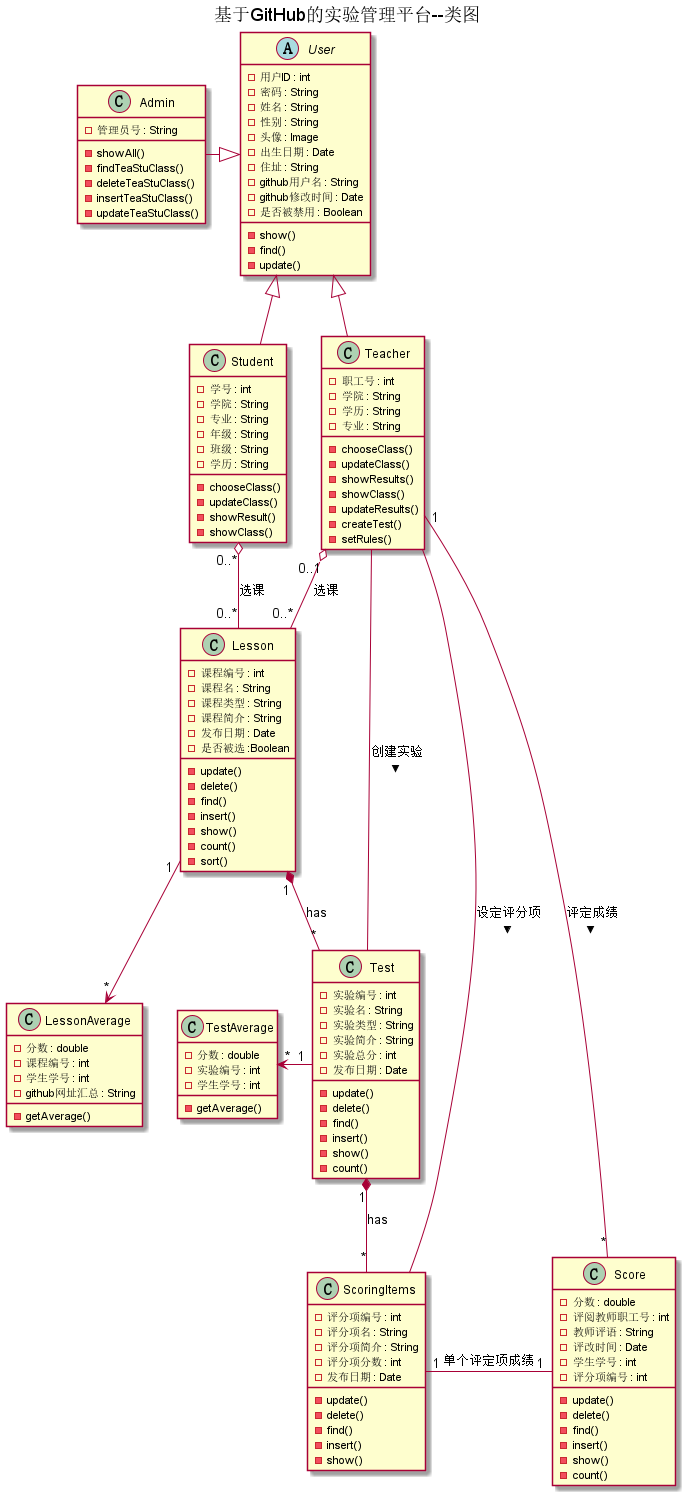 基于GitHub的实验管理平台--类图
A User
用户ID : int
密码 : String
姓名 : String
性别 : String
头像 : Image
出生日期 : Date
住址 : String
github用户名 : String
github修改时间 : Date
是否被禁用 : Boolean
show()
find()
update()
C Admin
管理员号 : String
showAll()
findTeaStuClass()
deleteTeaStuClass()
insertTeaStuClass()
updateTeaStuClass()
C Student
学号 : int
学院 : String
专业 : String
年级 : String
班级 : String
学历 : String
chooseClass()
updateClass()
showResult()
showClass()
C Teacher
职工号 : int
学院 : String
学历 : String
专业 : String
chooseClass()
updateClass()
showResults()
showClass()
updateResults()
createTest()
setRules()
1
0..*
选课
0..*
0..1
选课
0..*
C Lesson
课程编号 : int
课程名 : String
课程类型 : String
课程简介 : String
发布日期 : Date
是否被选 :Boolean
update()
delete()
find()
insert()
show()
count()
sort()
创建实验
设定评分项
评定成绩
1
*
1
has
*
C LessonAverage
分数 : double
课程编号 : int
学生学号 : int
github网址汇总 : String
getAverage()
C TestAverage
分数 : double
实验编号 : int
学生学号 : int
getAverage()
* 1
C Test
实验编号 : int
实验名 : String
实验类型 : String
实验简介 : String
实验总分 : int
发布日期 : Date
update()
delete()
find()
insert()
show()
count()
1
has
*
*
C ScoringItems
评分项编号 : int
评分项名 : String
评分项简介 : String
评分项分数 : int
发布日期 : Date
update()
delete()
find()
insert()
show()
1 单个评定项成绩 1
C Score
分数 : double
评阅教师职工号 : int
教师评语 : String
评改时间 : Date
学生学号 : int
评分项编号 : int
update()
delete()
find()
insert()
show()
count()